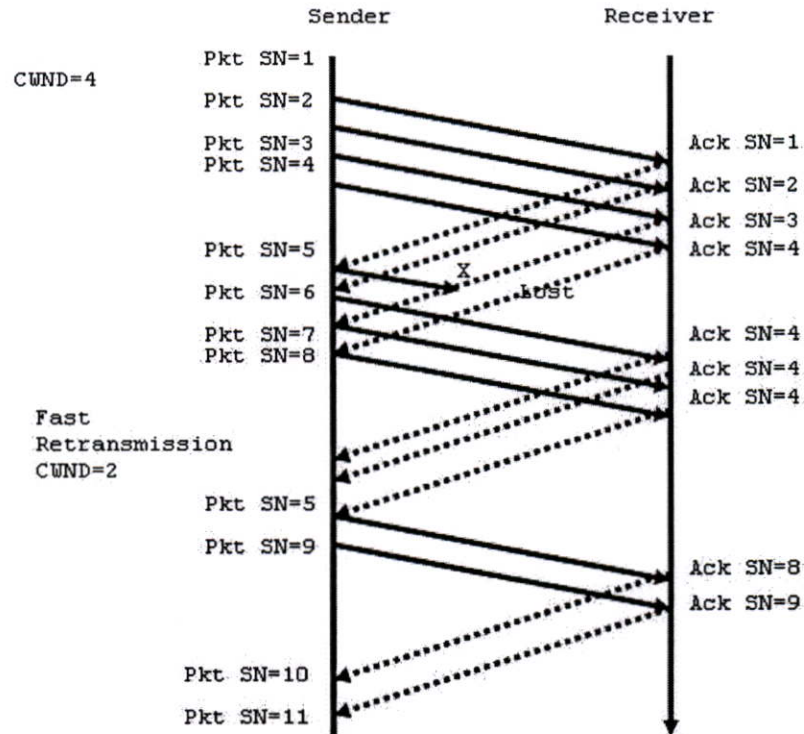 Sender Receiver
Pkt SN=1
CWND=4
Pkt SN=2
Pkt SN=3
Ack SN=1
Pkt SN=4
Ack SN=2
Ack SN=3
Pkt SN=5
Ack SN=4
X
Pkt SN=6
Lost
Pkt SN=7
Ack SN=4
Pkt SN=8
Ack SN=4
Ack SN=4
Fast
Retransmission
CWND=2
Pkt SN=5
Pkt SN=9
Ack SN=8
Ack SN=9
Pkt SN=10
Pkt SN=11